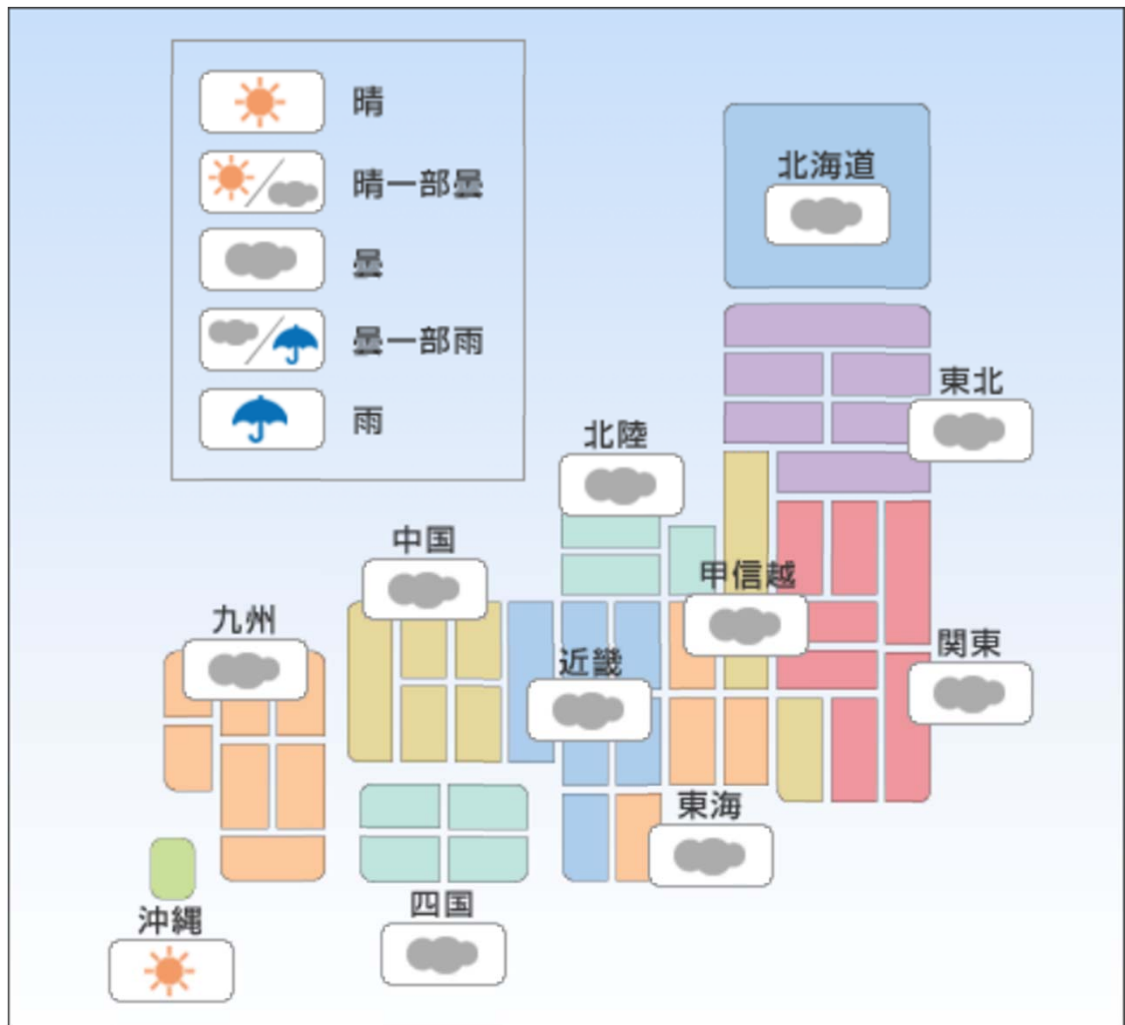 晴
晴一部曇
曇
曇一部雨
雨
北海道
東北
北陸
中国
甲信越
九州
関東
近畿
東海
四国
沖縄